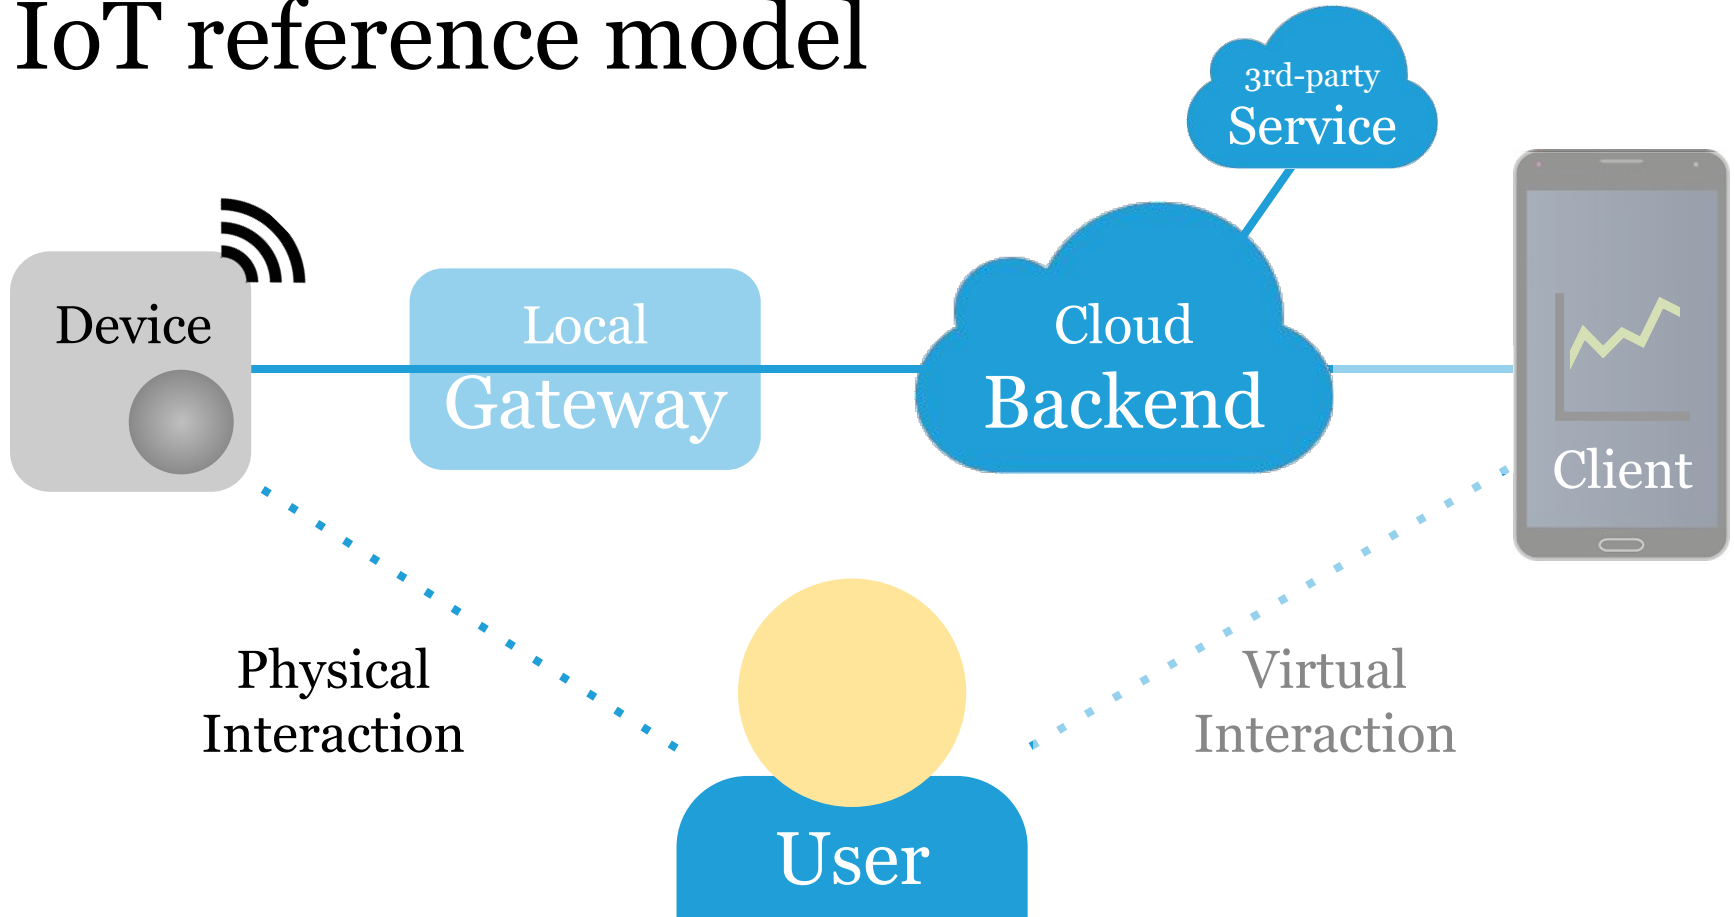 IoT reference model
3rd-party
Service
Device
Local
Gateway
Cloud
Backend
Client
Physical
Interaction
Virtual
Interaction
User